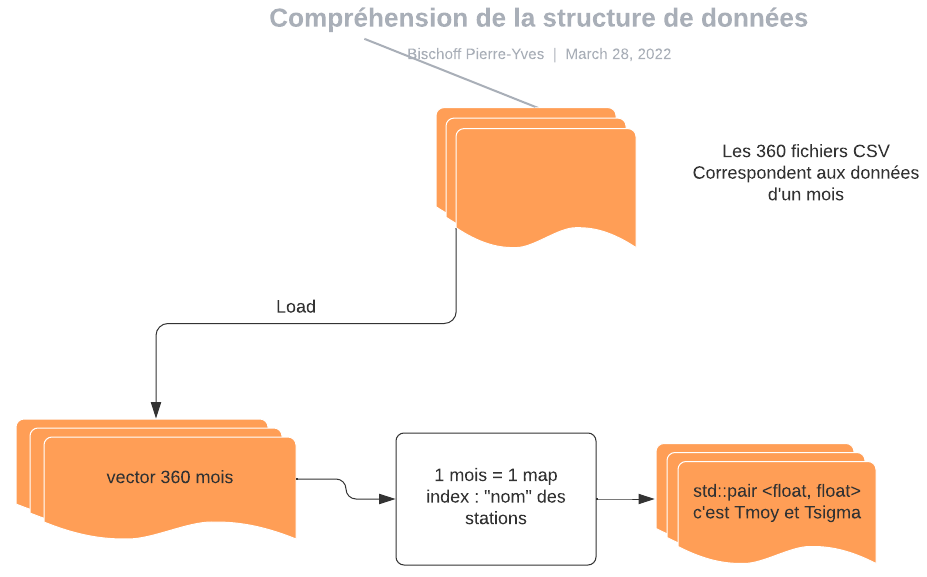 Compréhension de la structure de données
Bischoff Pierre-Yves | March 28, 2022
Les 360 fichiers CSV
Correspondent aux données
d'un mois
Load
vector 360 mois
1 mois = 1 map
index : "nom" des
stations
std::pair <float, float>
c'est Tmoy et Tsigma